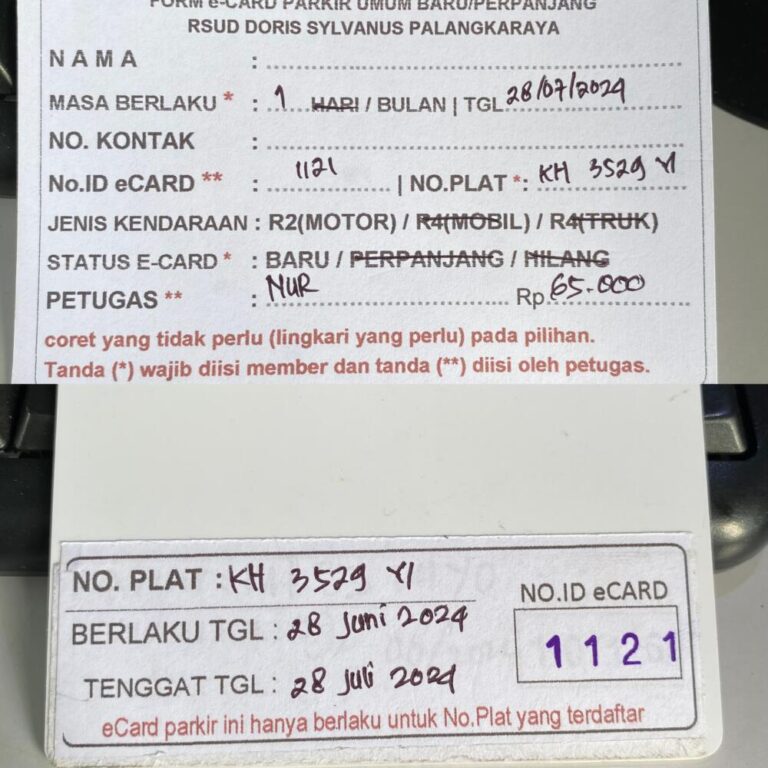 FORM e-CARD PARKIR UMUM BARU/PERPANJANG
RSUD DORIS SYLVANUS PALANGKARAYA
NAMA :
MASA BERLAKU * : 1 HARI / BULAN | TGL 28/07/2024
NO. KONTAK :
No.ID eCARD ** : 1121 | NO.PLAT *: KH 3529 YI
JENIS KENDARAAN : R2(MOTOR) / R4(MOBIL) / R4(TRUK)
STATUS E-CARD * : BARU / PERPANJANG / HILANG
PETUGAS ** : NUR Rp. 65.000
coret yang tidak perlu (lingkari yang perlu) pada pilihan.
Tanda (*) wajib diisi member dan tanda (**) diisi oleh petugas.
NO. PLAT : KH 3529 YI
BERLAKU TGL : 28 Juni 2024
TENGGAT TGL : 28 Juli 2024
NO.ID eCARD
1121
eCard parkir ini hanya berlaku untuk No.Plat yang terdaftar